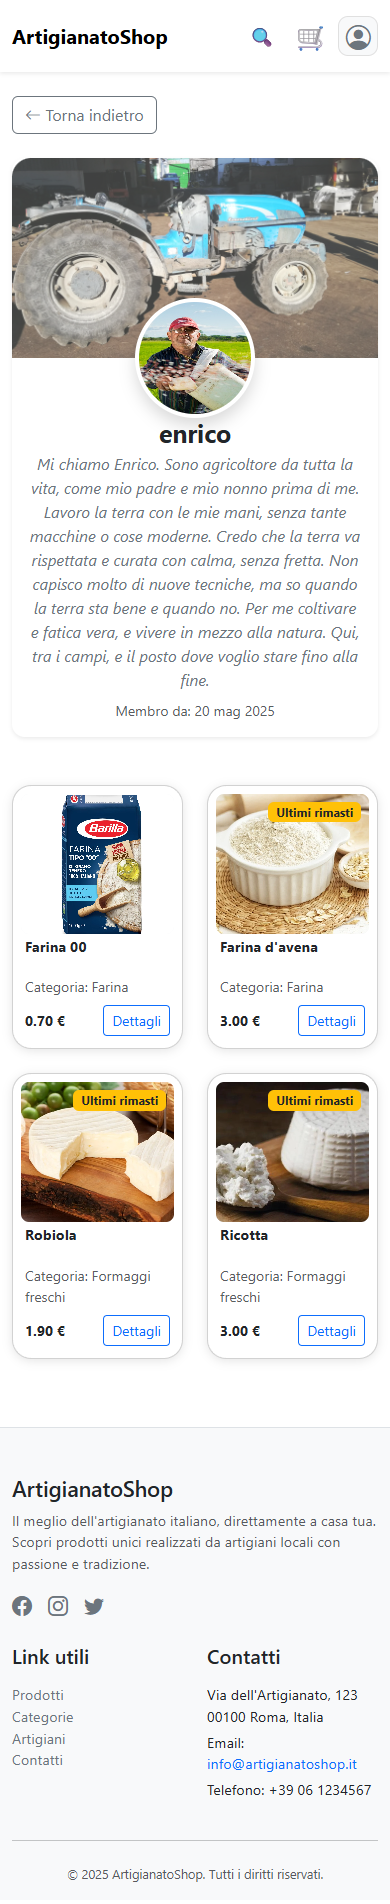 ArtigianatoShop
← Torna indietro
enrico
Mi chiamo Enrico. Sono agricoltore da tutta la
vita, come mio padre e mio nonno prima di me.
Lavoro la terra con le mie mani, senza tante
macchine o cose moderne. Credo che la terra va
rispettata e curata con calma, senza fretta. Non
capisco molto di nuove tecniche, ma so quando
la terra sta bene e quando no. Per me coltivare
e fatica vera, e vivere in mezzo alla natura. Qui,
tra i campi, e il posto dove voglio stare fino alla
fine.
Membro da: 20 mag 2025
Barilla
FARINA
TIPO "00"
Farina 00
Categoria: Farina
0.70 €
Dettagli
Ultimi rimasti
Farina d'avena
Categoria: Farina
3.00 €
Dettagli
Ultimi rimasti
Robiola
Categoria: Formaggi
freschi
1.90 €
Dettagli
Ultimi rimasti
Ricotta
Categoria: Formaggi
freschi
3.00 €
Dettagli
ArtigianatoShop
Il meglio dell'artigianato italiano, direttamente a casa tua.
Scopri prodotti unici realizzati da artigiani locali con
passione e tradizione.
Link utili
Prodotti
Categorie
Artigiani
Contatti
Contatti
Via dell'Artigianato, 123
00100 Roma, Italia
Email:
info@artigianatoshop.it
Telefono: +39 06 1234567
© 2025 ArtigianatoShop. Tutti i diritti riservati.